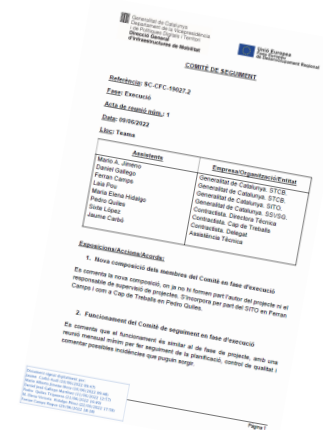 Generalitat de Catalunya
Departament de la Vicepresidència
i de Polítiques Digitals i Territori
Direcció General
d'Infraestructures de Mobilitat
Unió Europea
Fons Europeu
de Desenvolupament Regional
COMITÈ DE SEGUIMENT
Referència: SC-CFC-19027.2
Fase: Execució
Acta de reunió núm.: 1
Data: 09/06/2022
Lloc: Teams
Assistents
Empresa/Organització/Entitat
Mario A. Jimeno
Generalitat de Catalunya. STCB.
Daniel Gallego
Generalitat de Catalunya. STCB.
Ferran Camps
Generalitat de Catalunya. SITO.
Laia Pou
Generalitat de Catalunya. SSVSG.
Maria Elena Hidalgo
Contractista. Directora Tècnica
Pedro Quiles
Contractista. Cap de Treballs
Sixte López
Contractista. Delegat
Jaume Carbó
Assistència Tècnica
Exposicions/Accions/Acords:
1. Nova composició dels membres del Comitè en fase d'execució
Es comenta la nova composició, on ja no hi formen part l'autor del projecte ni el
responsable de supervisió de projectes. S'incorpora per part del SITO en Ferran
Camps i com a Cap de Treballs en Pedro Quiles.
2. Funcionament del Comitè de seguiment en fase d'execució
Es comenta que el funcionament és similar al de fase de projecte, amb una
reunió mensual mínim per fer seguiment de la planificació, control de qualitat i
comentar possibles incidències que puguin sorgir.
Pàgina 1